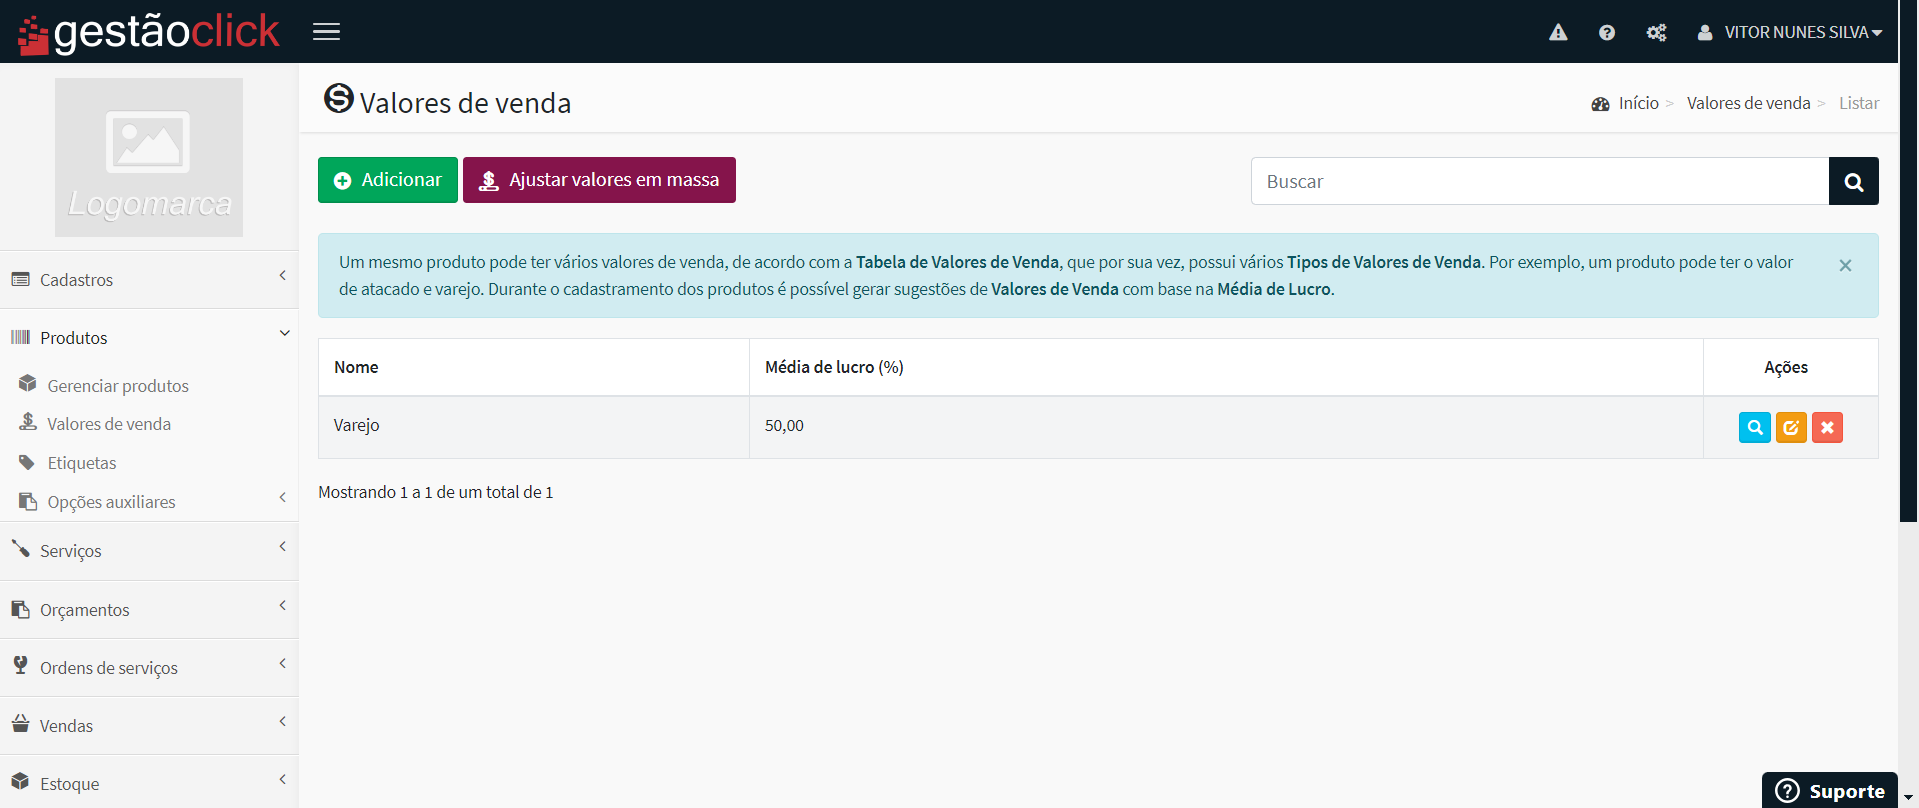 gestãoclick
VITOR NUNES SILVA
Logomarca
Cadastros
Produtos
Gerenciar produtos
Valores de venda
Etiquetas
Opções auxiliares
Serviços
Orçamentos
Ordens de serviços
Vendas
Estoque
Valores de venda
Início > Valores de venda > Listar
Adicionar
Ajustar valores em massa
Buscar
Um mesmo produto pode ter vários valores de venda, de acordo com a Tabela de Valores de Venda, que por sua vez, possui vários Tipos de Valores de Venda. Por exemplo, um produto pode ter o valor
de atacado e varejo. Durante o cadastramento dos produtos é possível gerar sugestões de Valores de Venda com base na Média de Lucro.
×
Nome Média de lucro (%) Ações
Varejo 50,00
Mostrando 1 a 1 de um total de 1
Suporte